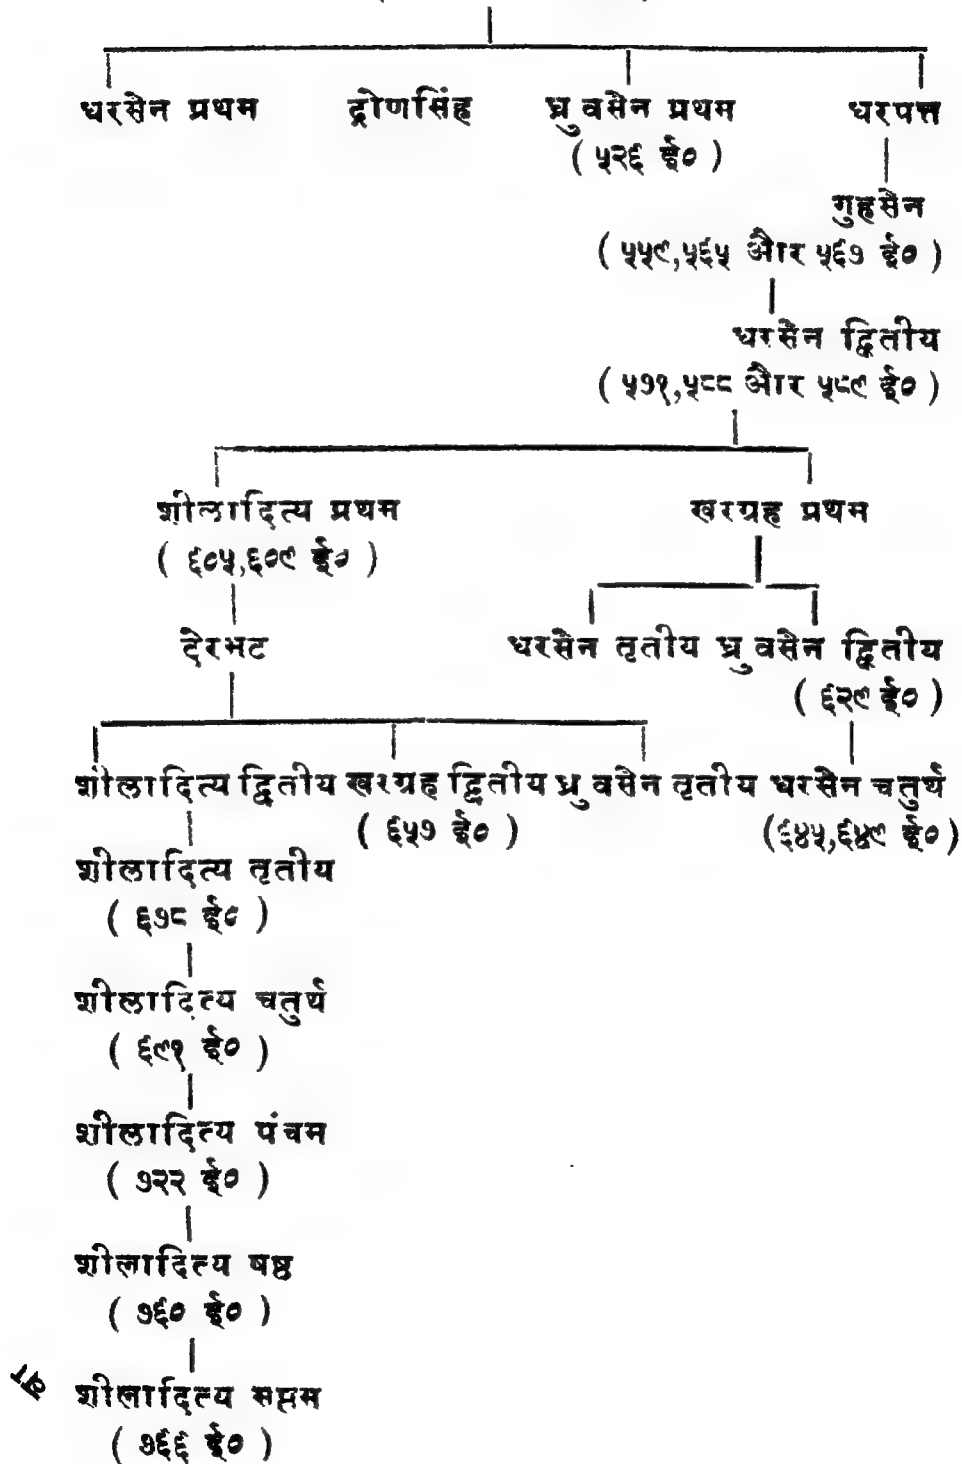 धरसेन प्रथम द्रोणसिंह ध्रुवसेन प्रथम धरपत्त
( ५२६ ई० )
गुहसेन
( ५५९,५६५ और ५६७ ई० )
धरसेन द्वितीय
( ५७१,५८८ और ५८९ ई० )
शीलादित्य प्रथम खरग्रह प्रथम
( ६०५,६०९ ई० )
देरभट धरसेन तृतीय ध्रुवसेन द्वितीय
( ६२९ ई० )
शीलादित्य द्वितीय खरग्रह द्वितीय ध्रुवसेन तृतीय धरसेन चतुर्थ
( ६५७ ई० ) (६४५,६४९ ई० )
शीलादित्य तृतीय
( ६७८ ई० )
शीलादित्य चतुर्थ
( ६९१ ई० )
शीलादित्य पंचम
( ७२२ ई० )
शीलादित्य षष्ठ
( ७६० ई० )
शीलादित्य सप्तम
( ७६६ ई० )